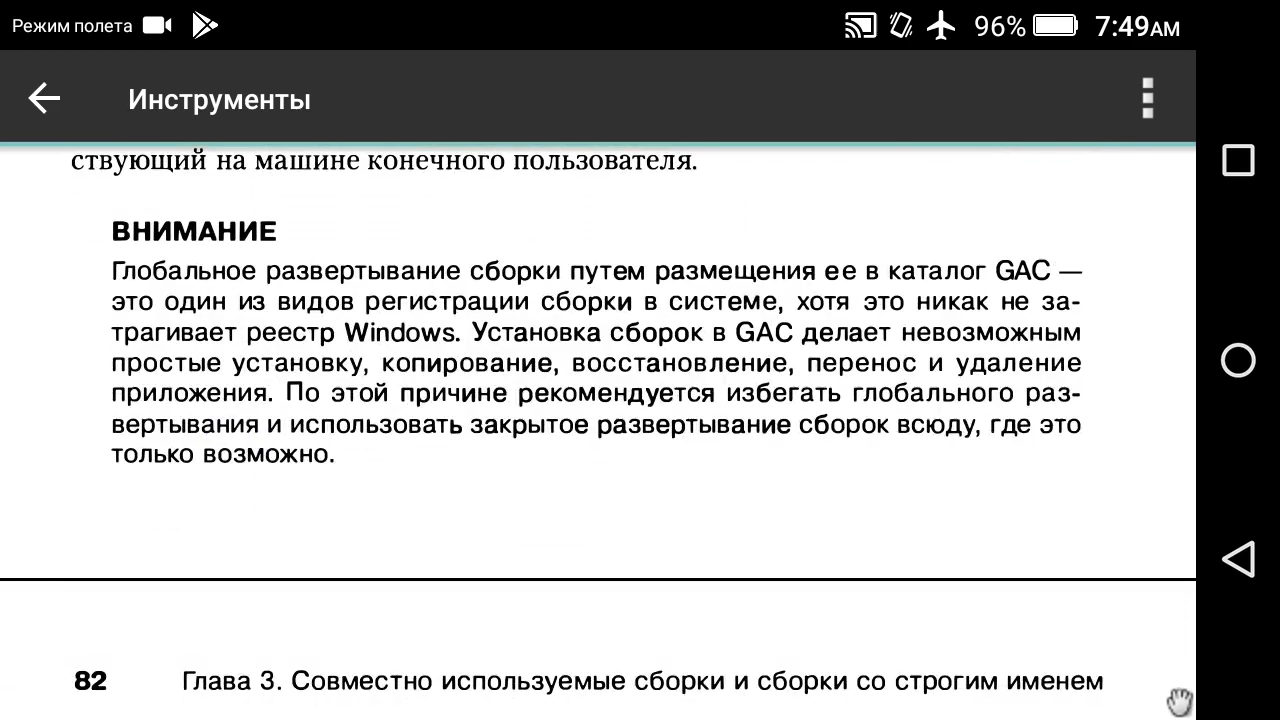 Режим полета
96% 7:49AM
Инструменты
ствующий на машине конечного пользователя.
ВНИМАНИЕ
Глобальное развертывание сборки путем размещения ее в каталог GAC —
это один из видов регистрации сборки в системе, хотя это никак не за-
трагивает реестр Windows. Установка сборок в GAC делает невозможным
простые установку, копирование, восстановление, перенос и удаление
приложения. По этой причине рекомендуется избегать глобального раз-
вертывания и использовать закрытое развертывание сборок всюду, где это
только возможно.
82 Глава 3. Совместно используемые сборки и сборки со строгим именем